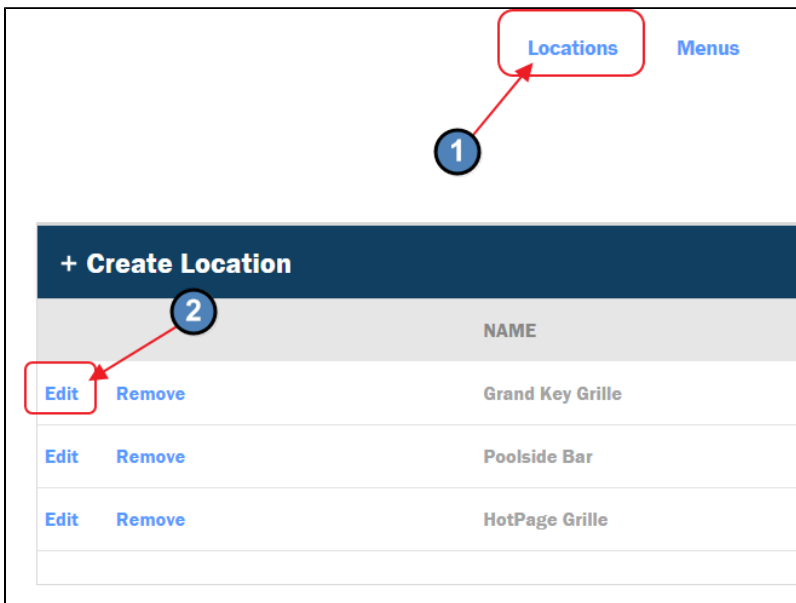 Locations Menus
1
+ Create Location
2
NAME
Edit Remove Grand Key Grille
Edit Remove Poolside Bar
Edit Remove HotPage Grille